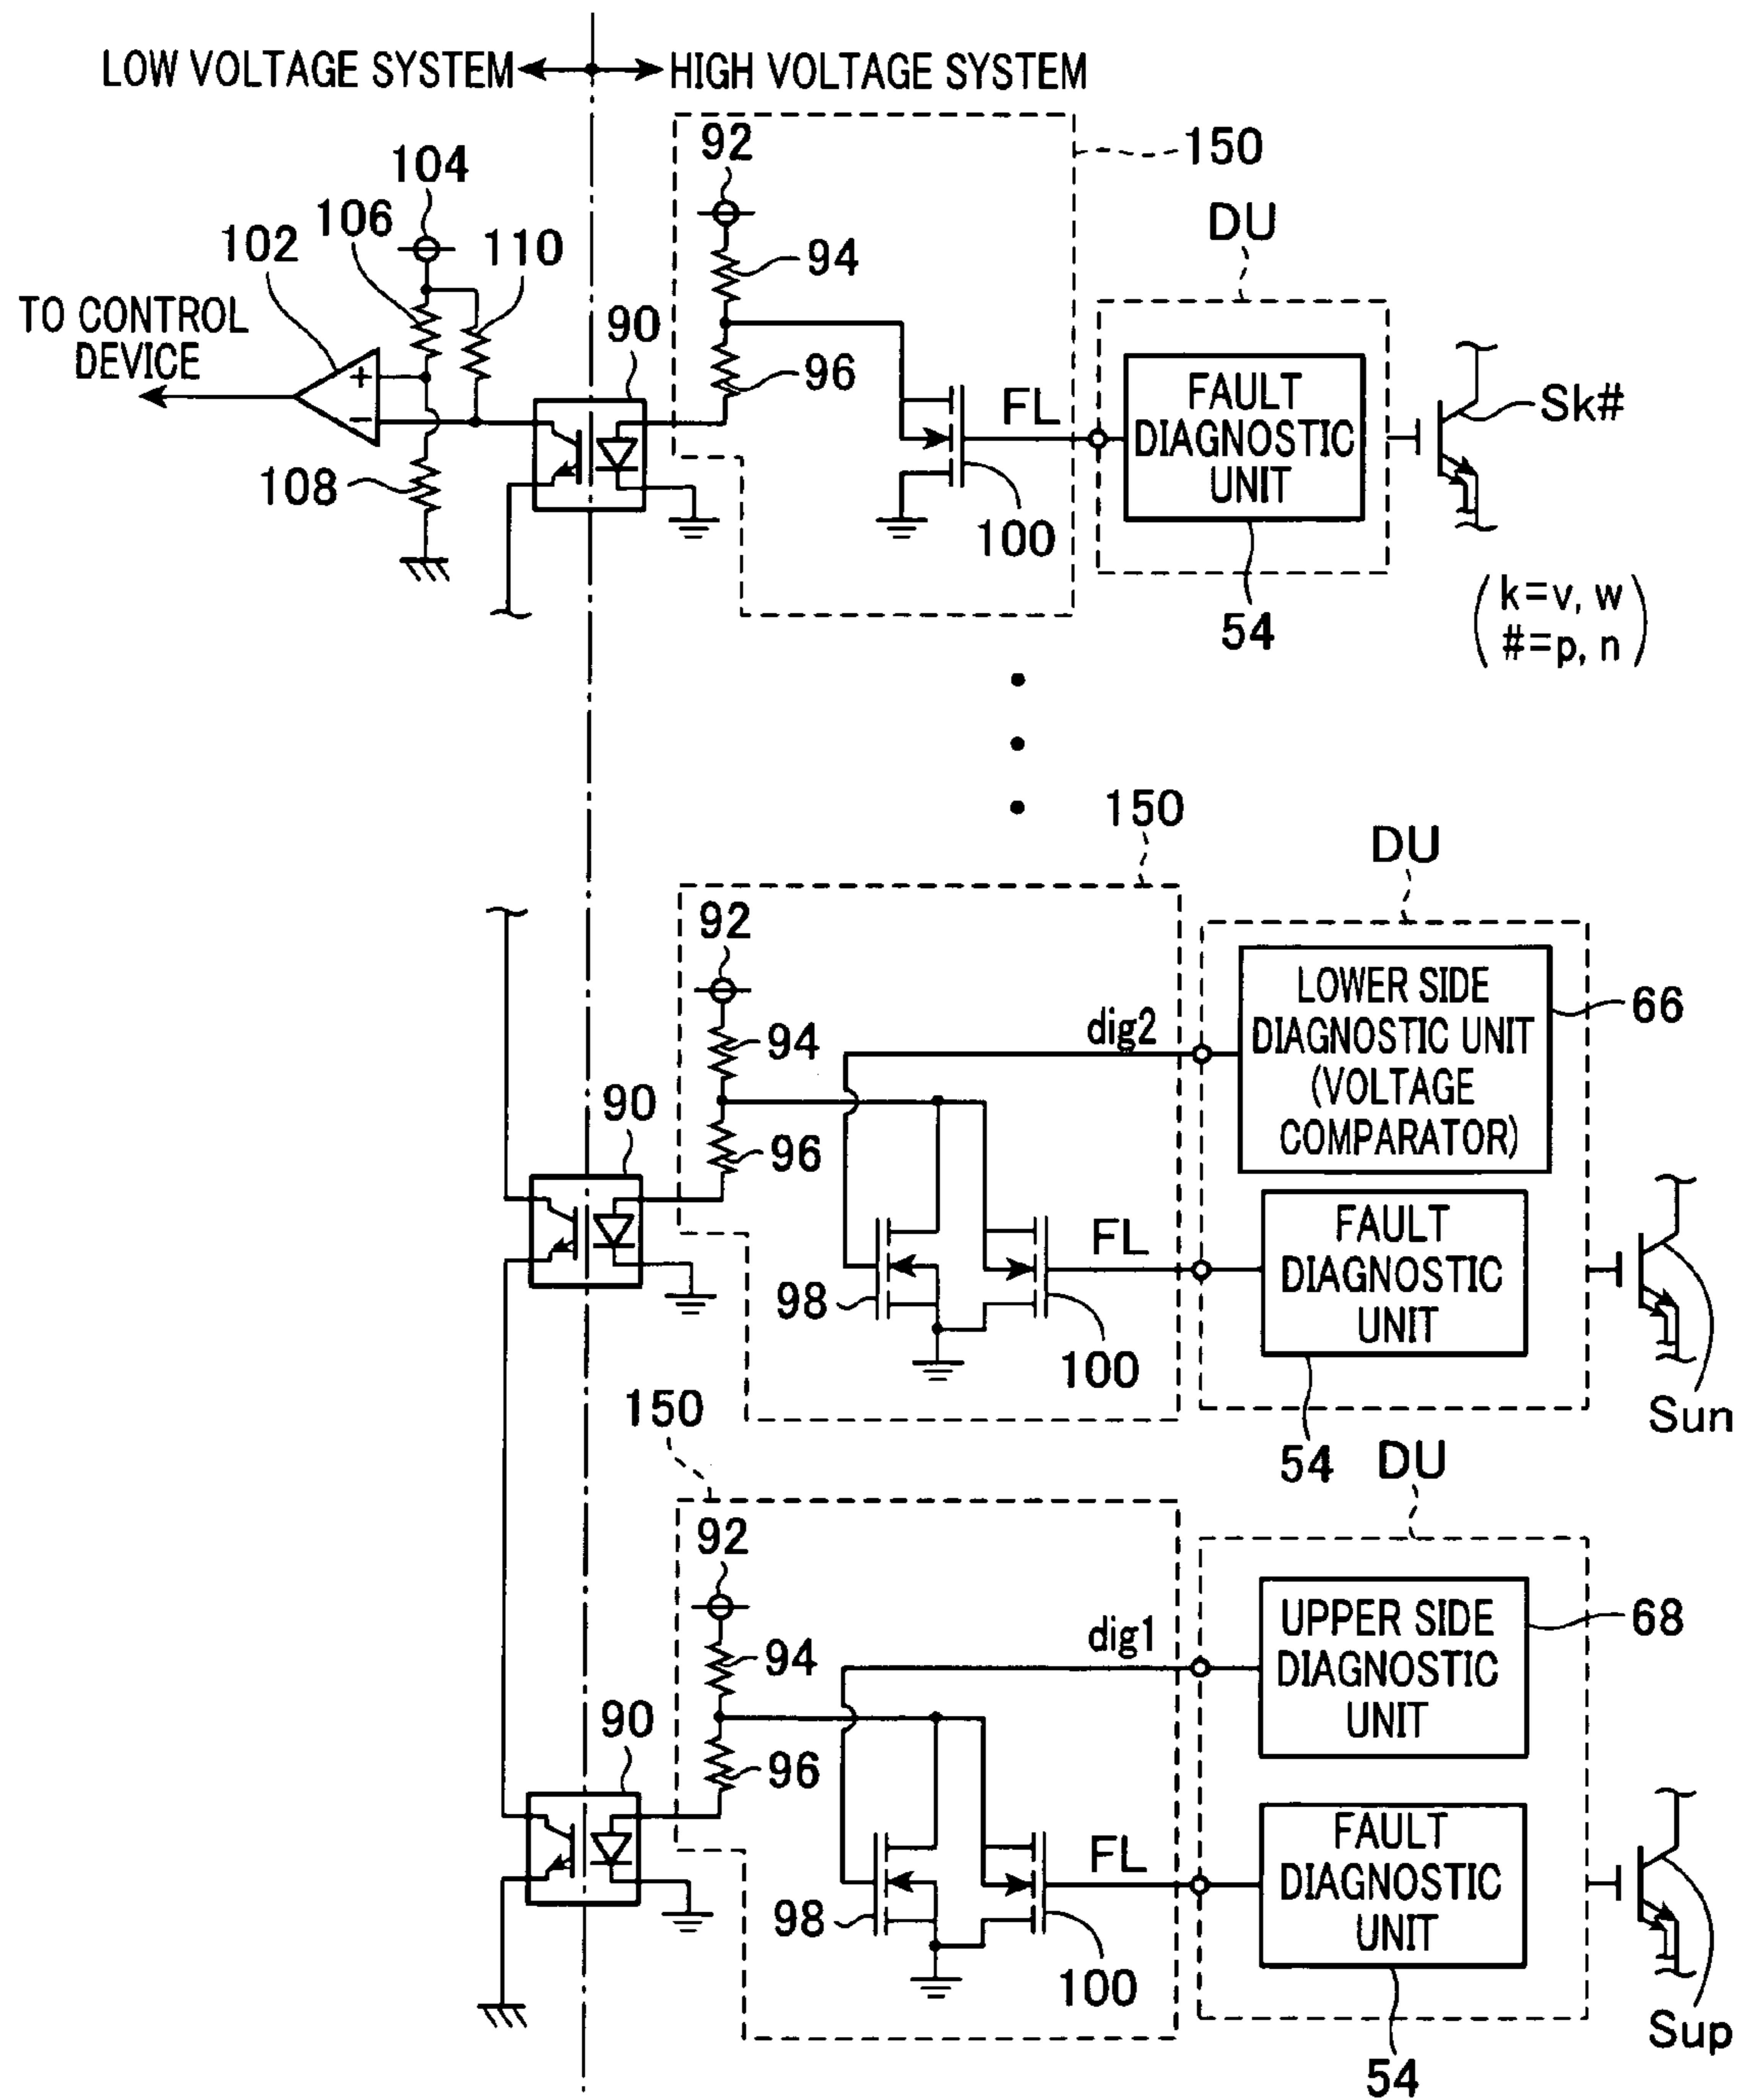 LOW VOLTAGE SYSTEM HIGH VOLTAGE SYSTEM
92
150
104
DU
106
102
110
94
TO CONTROL
DEVICE
90
96
+
−
FL
FAULT
DIAGNOSTIC
UNIT
Sk#
108
100
54
(k=v, w
#=p, n)
150
DU
92
dig2
LOWER SIDE
DIAGNOSTIC UNIT
(VOLTAGE
COMPARATOR)
66
94
90
96
FL
FAULT
DIAGNOSTIC
UNIT
98
100
Sun
54
150
DU
92
dig1
UPPER SIDE
DIAGNOSTIC
UNIT
68
94
90
96
FL
FAULT
DIAGNOSTIC
UNIT
98
100
Sup
54